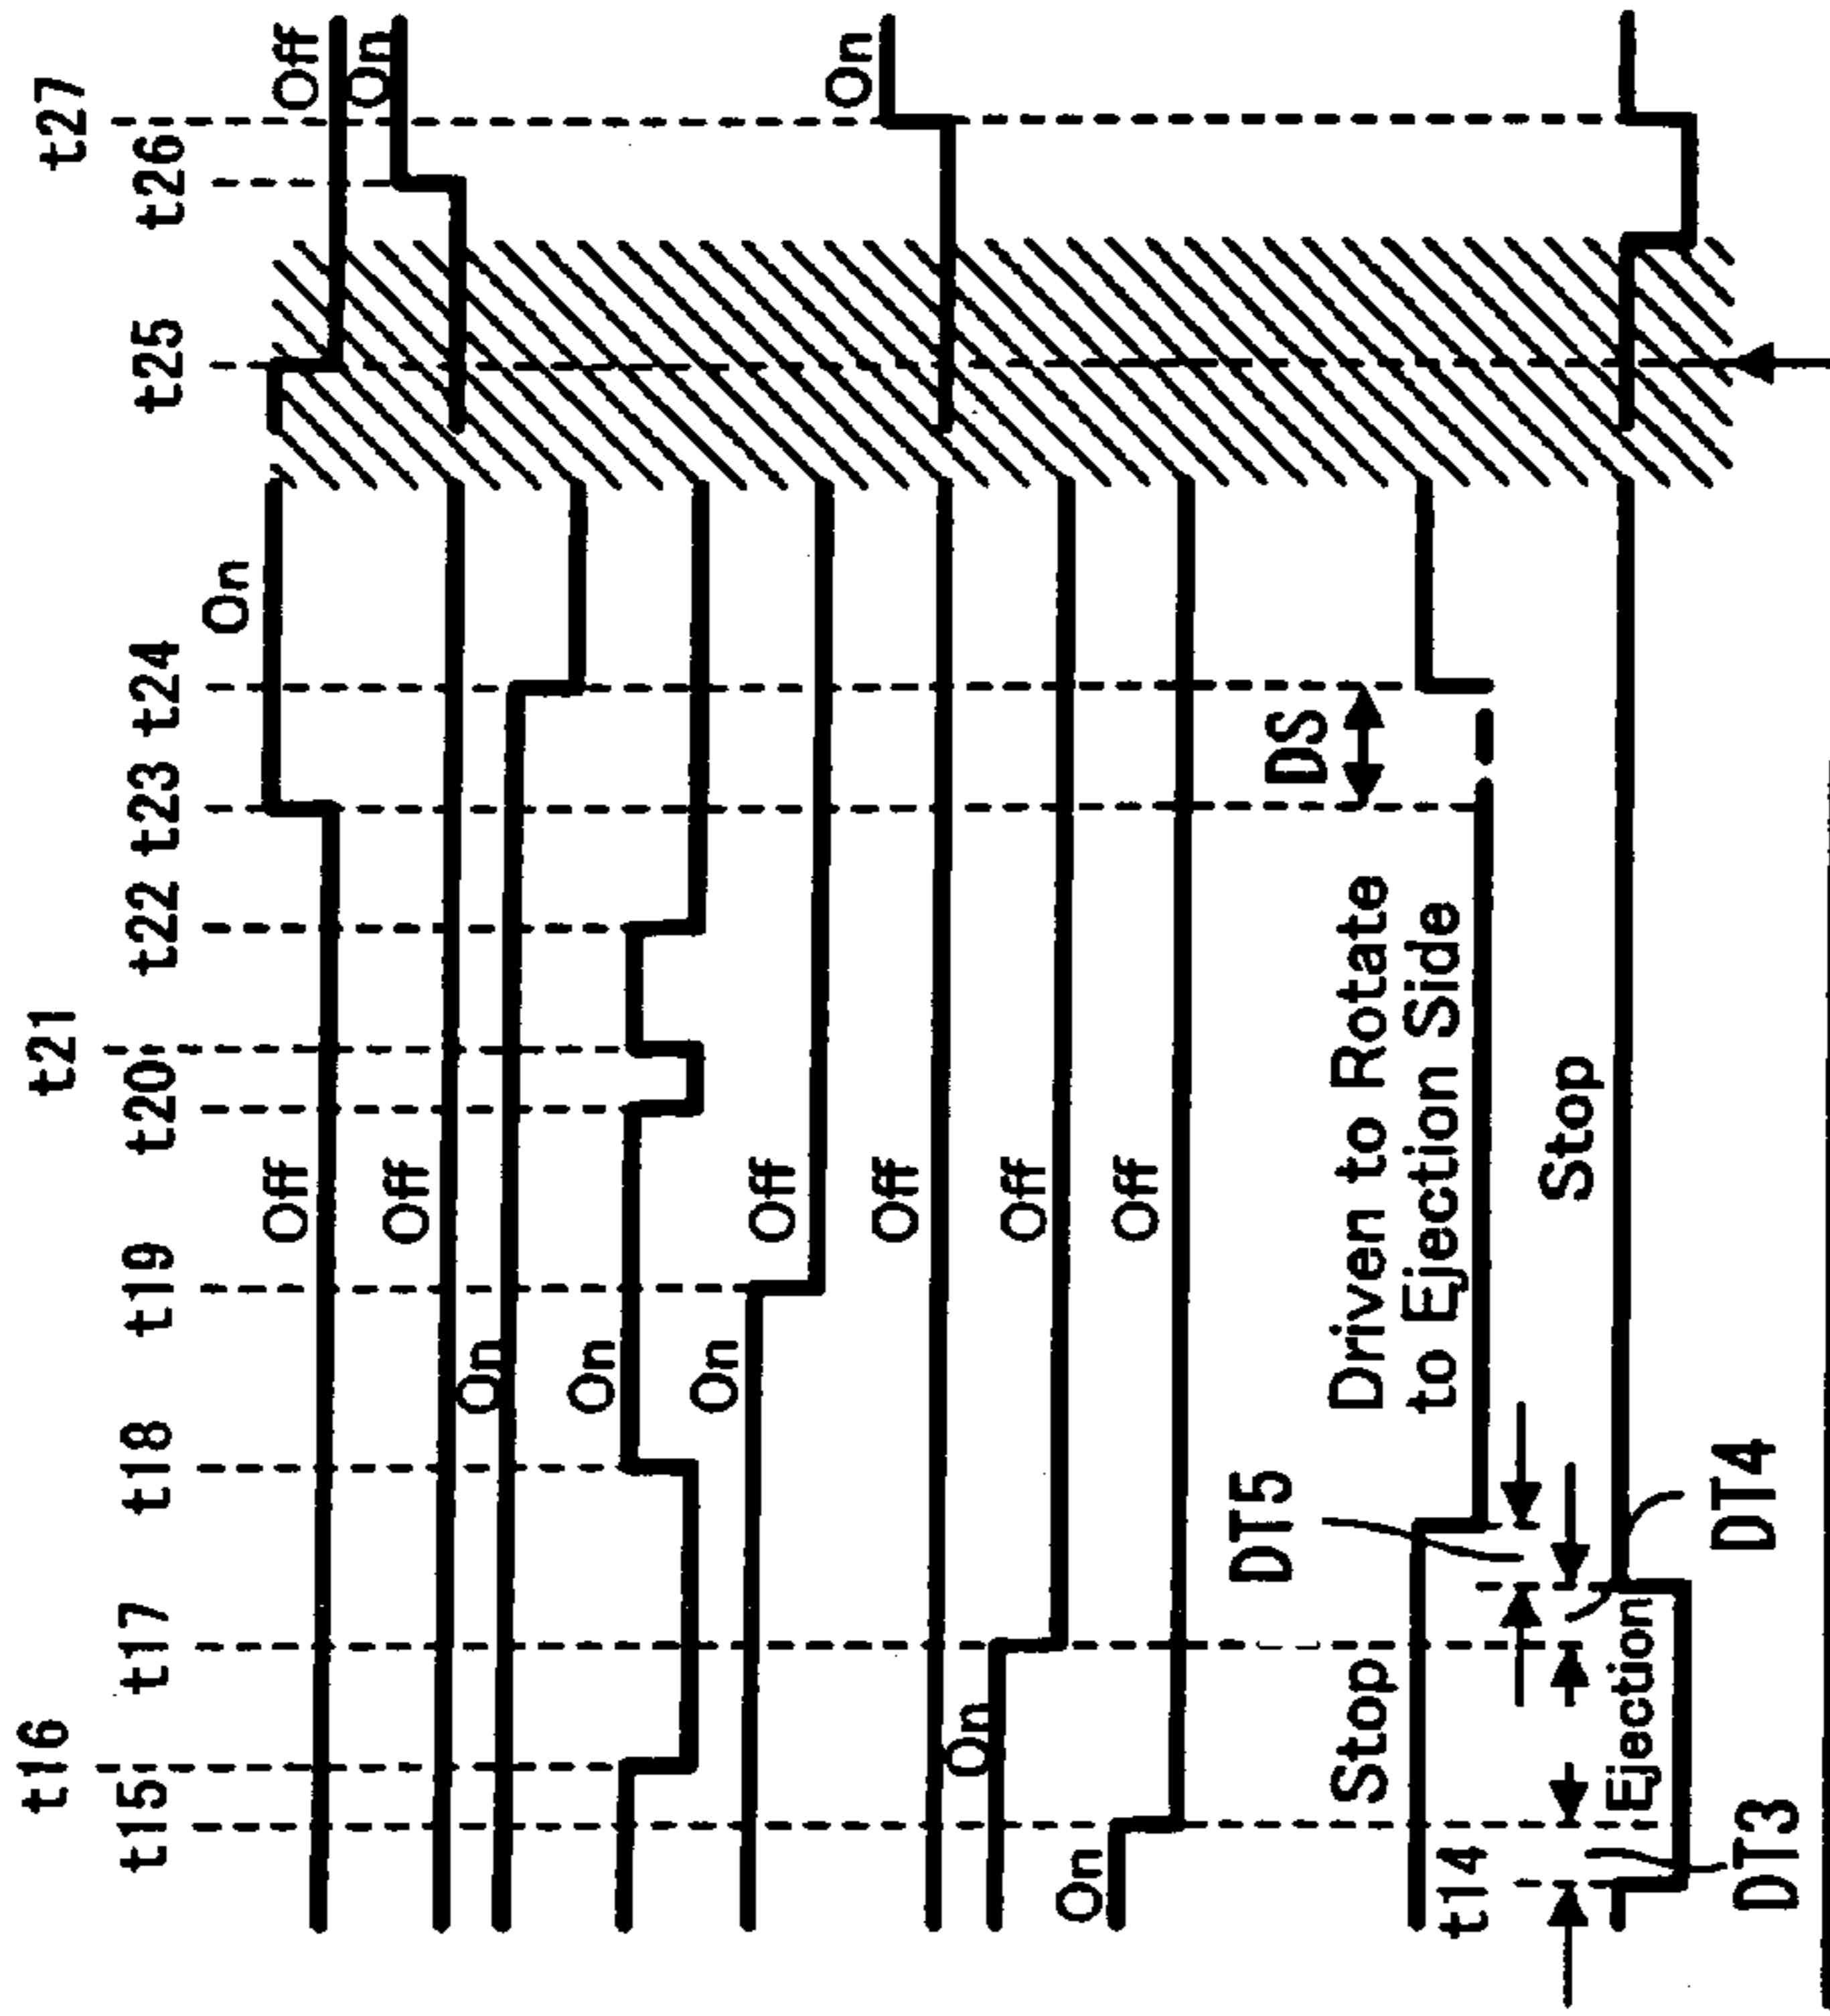 t16
t21
t27
t15
t17
t18
t19
t20
t22
t23
t24
t25
t26
On
Off
Off
Off
On
On
Off
On
On
Off
On
Off
On
On
Off
On
Off
DT5
DS
Stop
Driven to Rotate
to Ejection Side
t14
Stop
Ejection
DT3
DT4